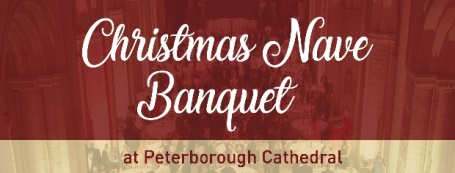 Christmas Nave
Banquet
at Peterborough Cathedral